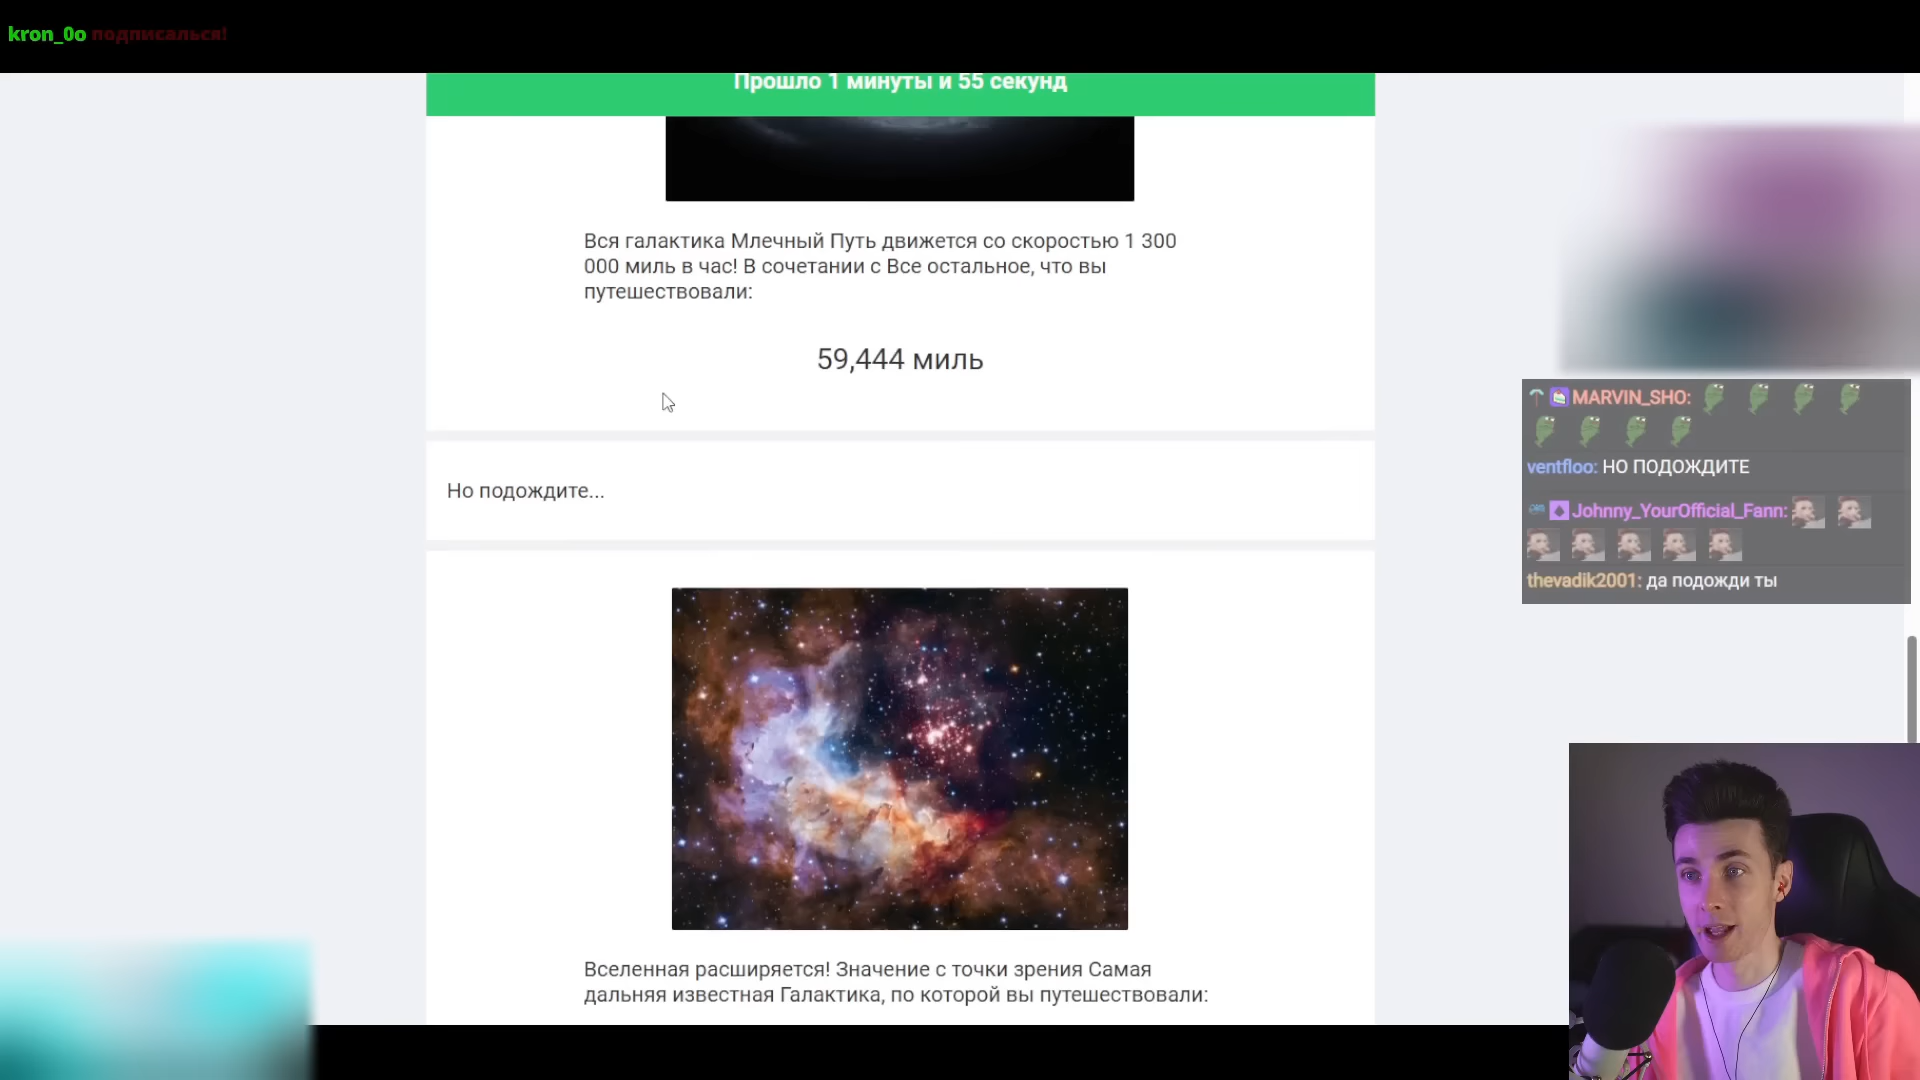 kron_0o подписалься!
Прошло 1 минуты и 55 секунд
Вся галактика Млечный Путь движется со скоростью 1 300
000 миль в час! В сочетании с Все остальное, что вы
путешествовали:
59,444 миль
Но подождите...
Вселенная расширяется! Значение с точки зрения Самая
дальняя известная Галактика, по которой вы путешествовали:
MARVIN_SHO:
ventfloo: НО ПОДОЖДИТЕ
Johnny_YourOfficial_Fann:
thevadik2001: да подожди ты